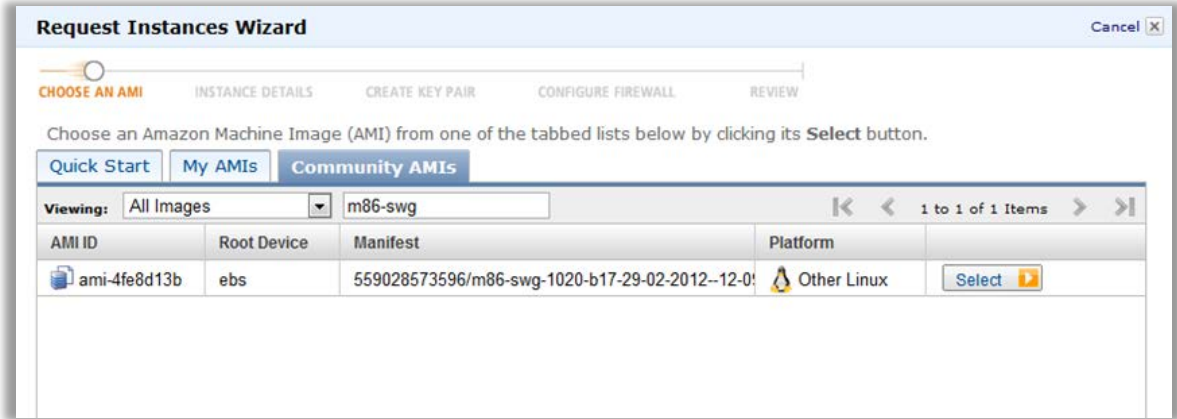 Request Instances Wizard Cancel
CHOOSE AN AMI INSTANCE DETAILS CREATE KEY PAIR CONFIGURE FIREWALL REVIEW
Choose an Amazon Machine Image (AMI) from one of the tabbed lists below by clicking its Select button.
Quick Start My AMIs Community AMIs
Viewing: All Images m86-swg 1 to 1 of 1 Items
AMI ID Root Device Manifest Platform
ami-4fe8d13b ebs 559028573596/m86-swg-1020-b17-29-02-2012--12-0 Other Linux Select